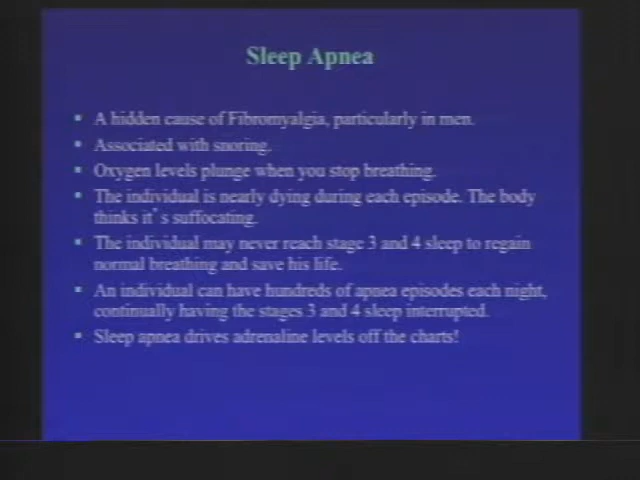 Sleep Apnea
A hidden cause of Fibromyalgia, particularly in men.
Associated with snoring.
Oxygen levels plunge when you stop breathing.
The individual is nearly dying during each episode. The body
thinks it's suffocating.
The individual may never reach stage 3 and 4 sleep to regain
normal breathing and save his life.
An individual can have hundreds of apnea episodes each night,
continually having the stages 3 and 4 sleep interrupted.
Sleep apnea drives adrenaline levels off the charts!